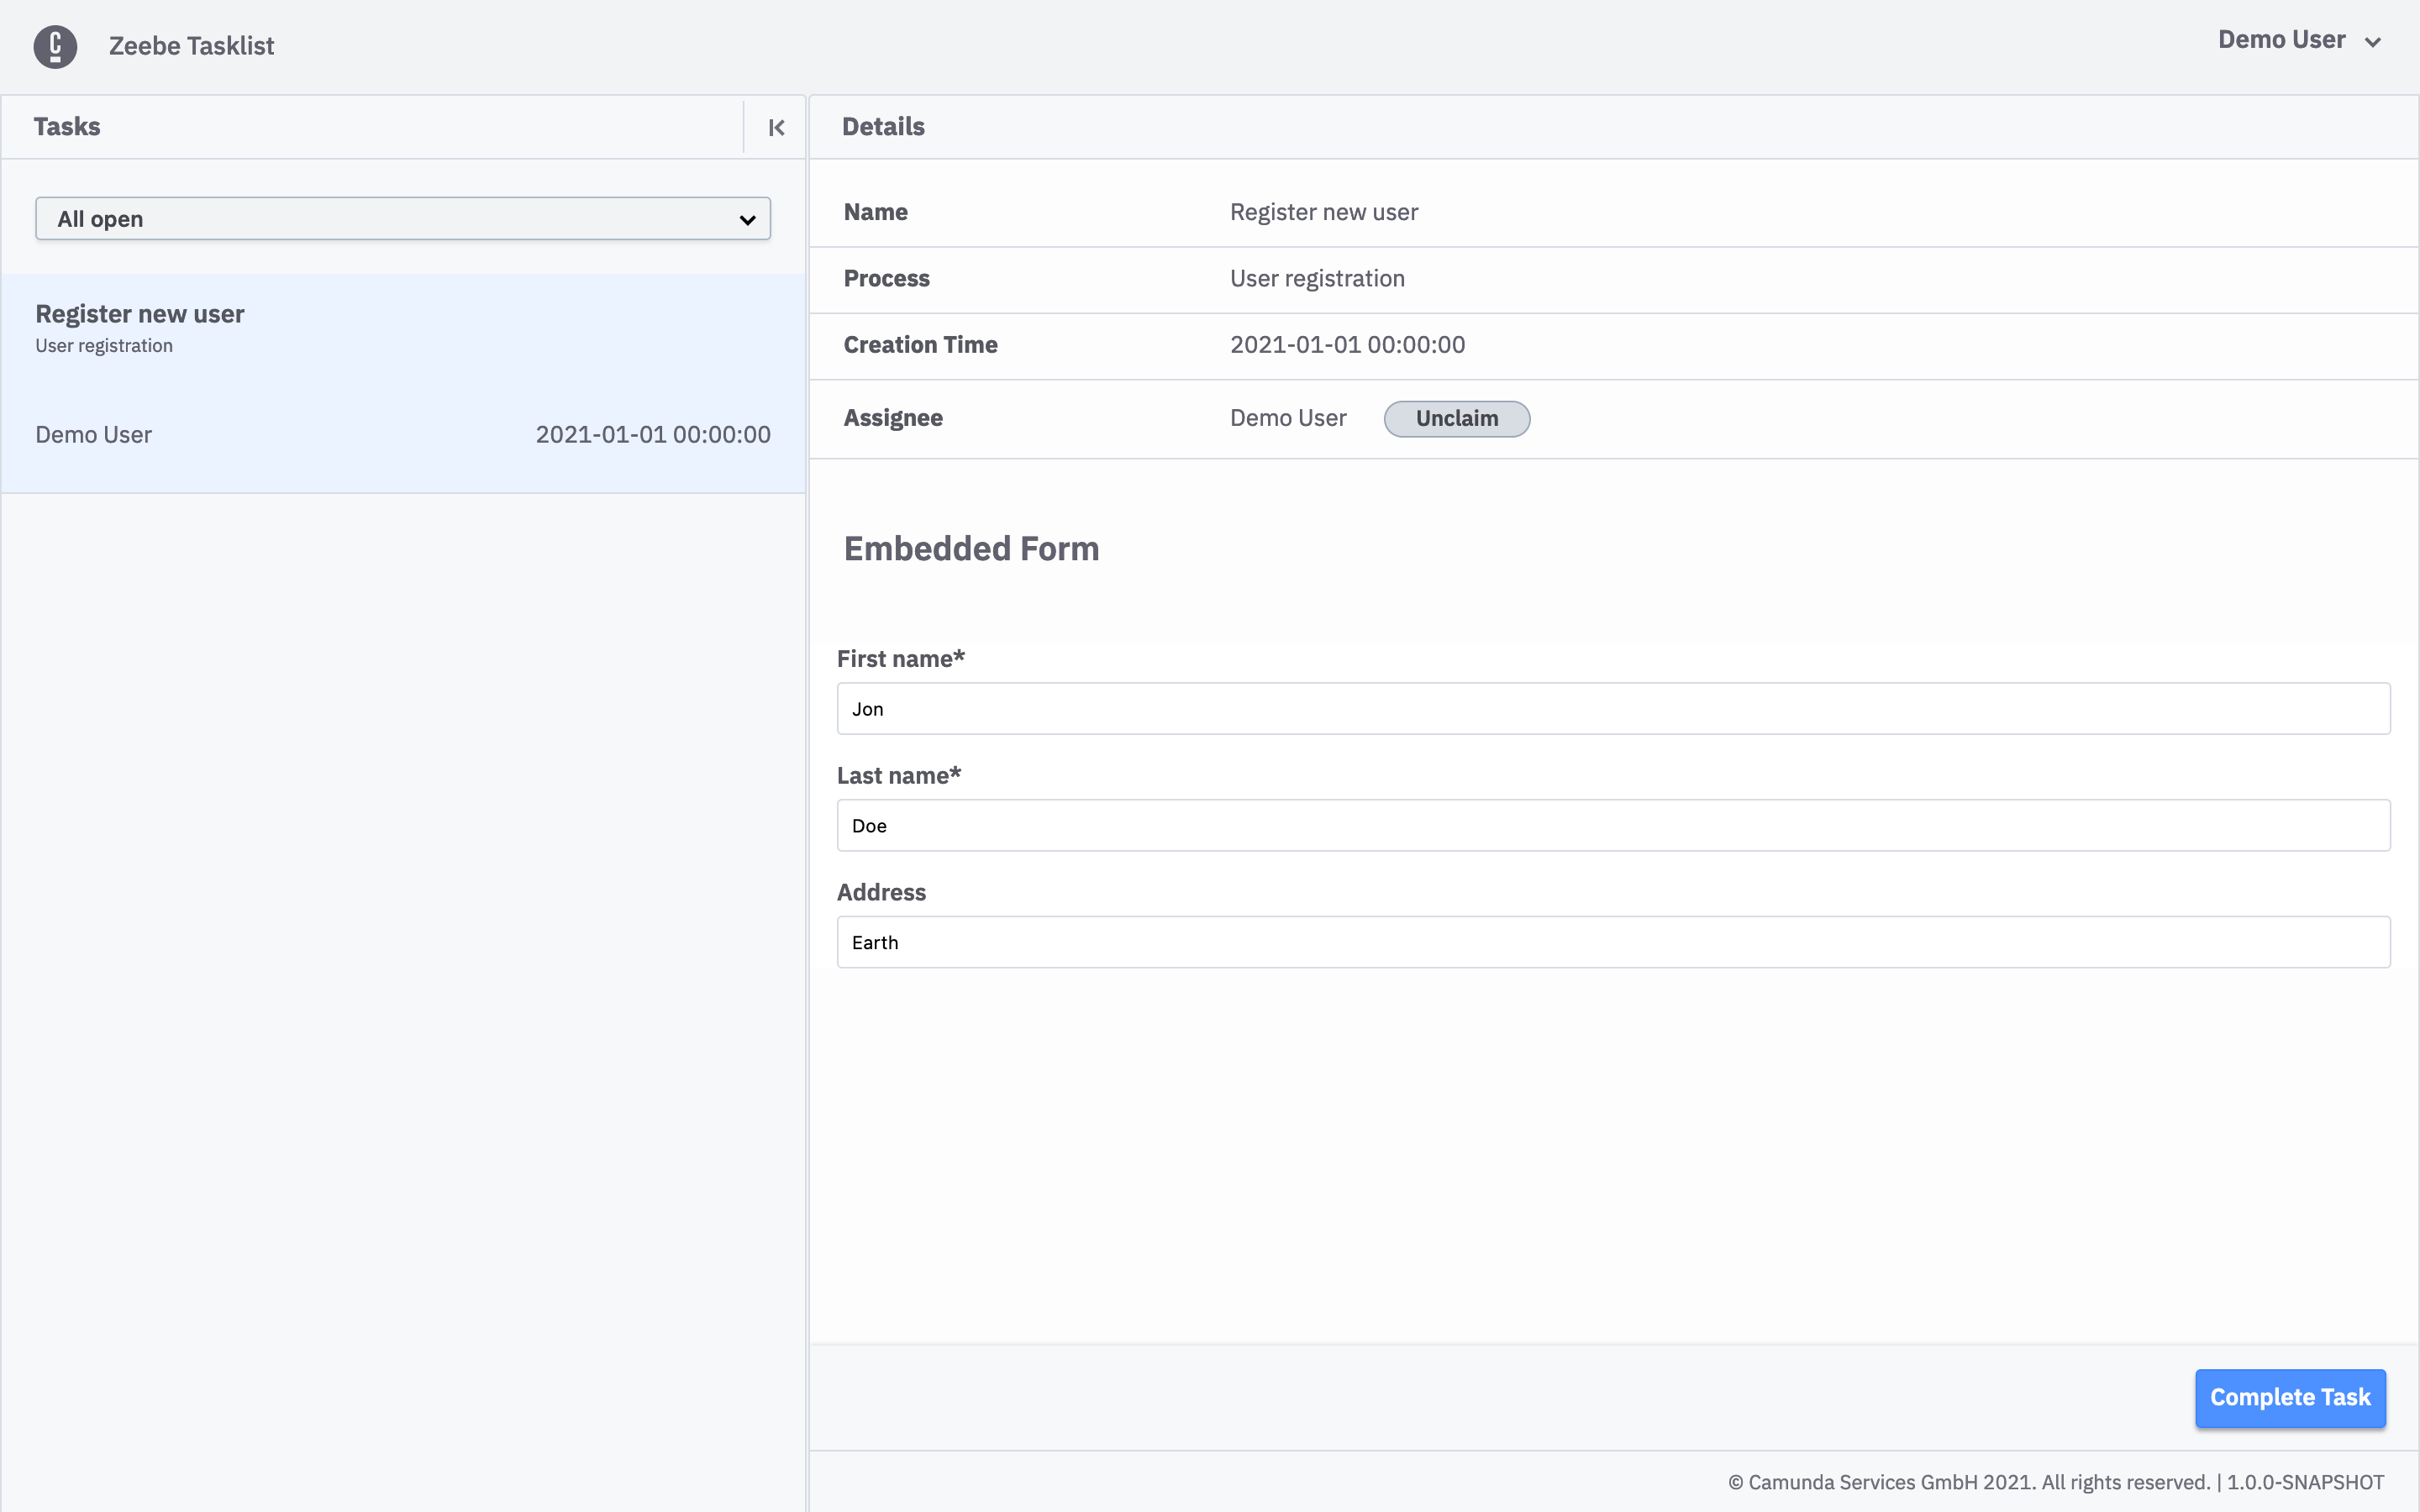 Zeebe Tasklist
Demo User
Tasks
All open
Register new user
User registration
Demo User 2021-01-01 00:00:00
Details
Name Register new user
Process User registration
Creation Time 2021-01-01 00:00:00
Assignee Demo User Unclaim
Embedded Form
First name*
Jon
Last name*
Doe
Address
Earth
Complete Task
© Camunda Services GmbH 2021. All rights reserved. | 1.0.0-SNAPSHOT